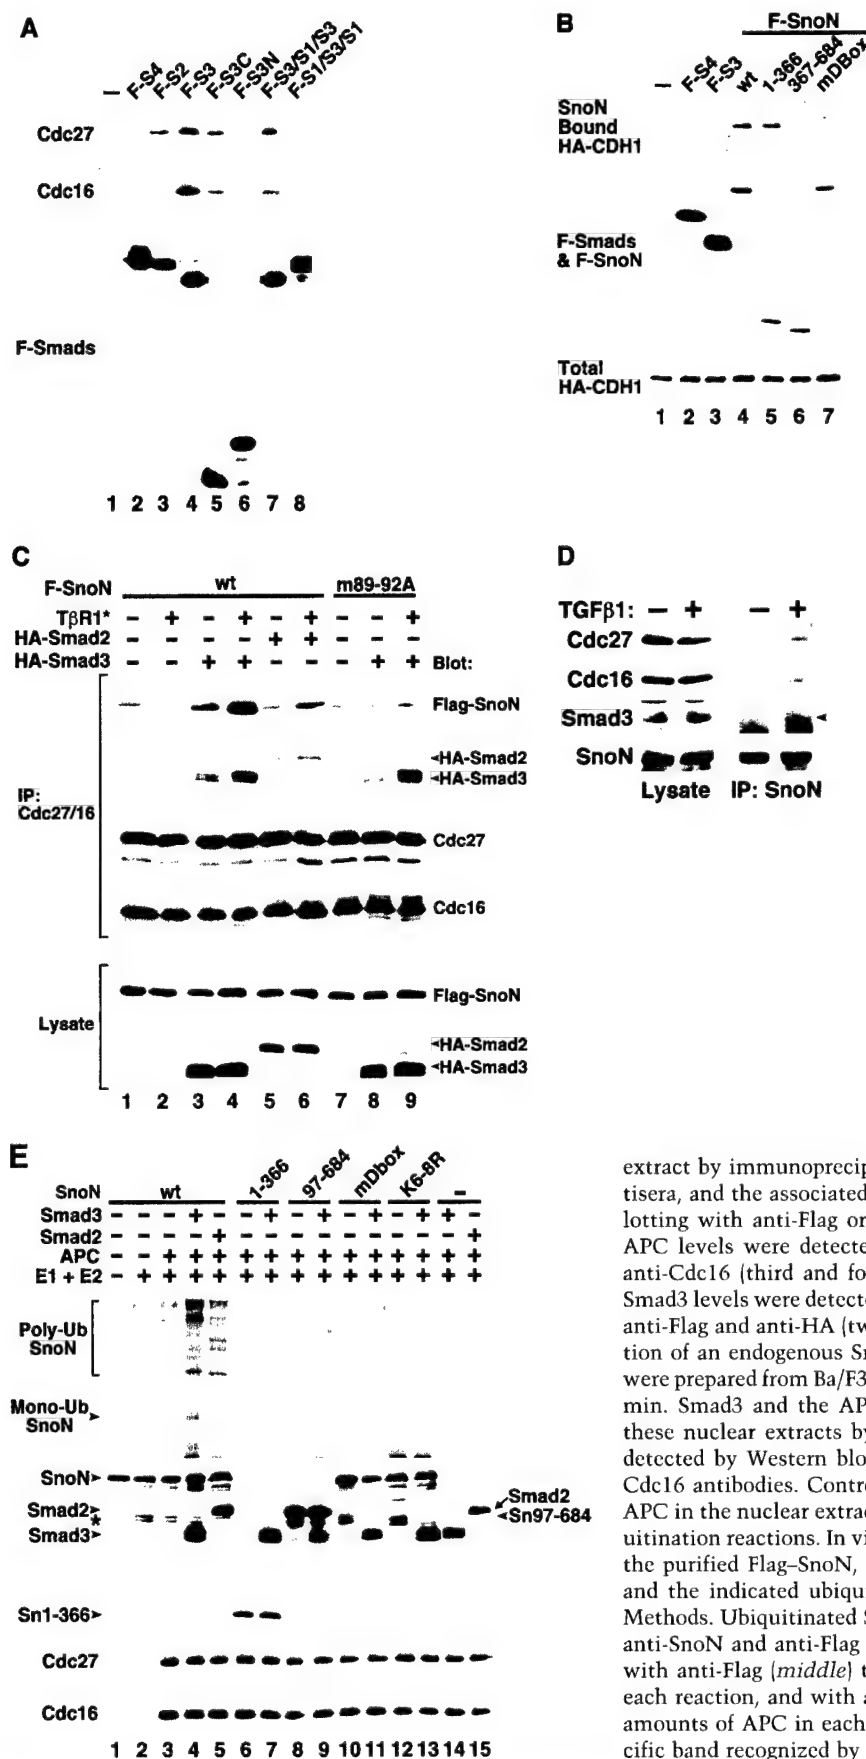 A
– F-S4 F-S2 F-S3 F-S3C F-S3N F-S3/S1/S3 F-S1/S3/S1
Cdc27
Cdc16
F-Smads
1 2 3 4 5 6 7 8
B
F-SnoN
– F-S4 F-S3 wt 1-366 367-684 mDBox
SnoN
Bound
HA-CDH1
F-Smads
& F-SnoN
Total
HA-CDH1
1 2 3 4 5 6 7
C
F-SnoN wt m89-92A
TβR1* – + – + – + – – +
HA-Smad2 – – – – + + – – –
HA-Smad3 – – + + – – – + + Blot:
Flag-SnoN
HA-Smad2
HA-Smad3
IP:
Cdc27/16
Cdc27
Cdc16
Flag-SnoN
Lysate
HA-Smad2
HA-Smad3
1 2 3 4 5 6 7 8 9
D
TGFβ1: – + – +
Cdc27
Cdc16
Smad3
SnoN
Lysate IP: SnoN
E
SnoN wt 1-366 97-684 mDbox K6-8R –
Smad3 – – – + – – + – + – + – + + –
Smad2 – – – – + – – – – – – – – – +
APC – – + + + + + + + + + + + + +
E1 + E2 – + + + + + + + + + + + + + +
Poly-Ub
SnoN
Mono-Ub
SnoN
SnoN
Smad2
*
Smad3
Smad2
Sn97-684
Sn1-366
Cdc27
Cdc16
1 2 3 4 5 6 7 8 9 10 11 12 13 14 15
extract by immunoprecip
tisera, and the associated
lotting with anti-Flag or
APC levels were detecte
anti-Cdc16 (third and fo
Smad3 levels were detecte
anti-Flag and anti-HA (tw
tion of an endogenous Sn
were prepared from Ba/F3
min. Smad3 and the AP
these nuclear extracts by
detected by Western blo
Cdc16 antibodies. Contro
APC in the nuclear extrac
uitination reactions. In vi
the purified Flag–SnoN,
and the indicated ubiqu
Methods. Ubiquitinated S
anti-SnoN and anti-Flag
with anti-Flag (middle) t
each reaction, and with a
amounts of APC in each
cific band recognized by